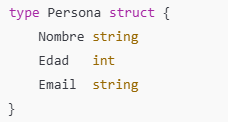 type Persona struct {
    Nombre string
    Edad   int
    Email  string
}